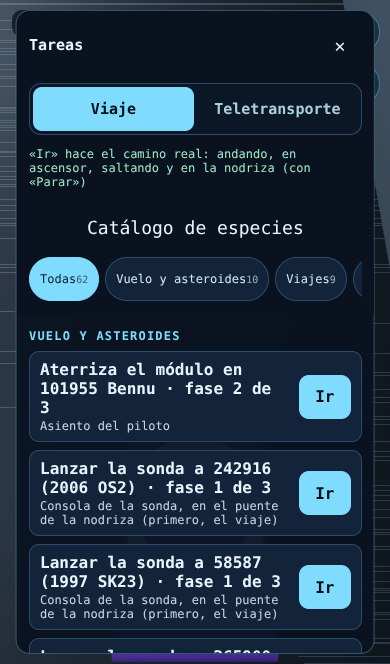 Tareas ×
Viaje Teletransporte
«Ir» hace el camino real: andando, en
ascensor, saltando y en la nodriza (con
«Parar»)
Catálogo de especies
Todas62 Vuelo y asteroides10 Viajes9
VUELO Y ASTEROIDES
Aterriza el módulo en
101955 Bennu · fase 2 de
3
Asiento del piloto
Ir
Lanzar la sonda a 242916
(2006 OS2) · fase 1 de 3
Consola de la sonda, en el puente
de la nodriza (primero, el viaje)
Ir
Lanzar la sonda a 58587
(1997 SK23) · fase 1 de 3
Consola de la sonda, en el puente
de la nodriza (primero, el viaje)
Ir